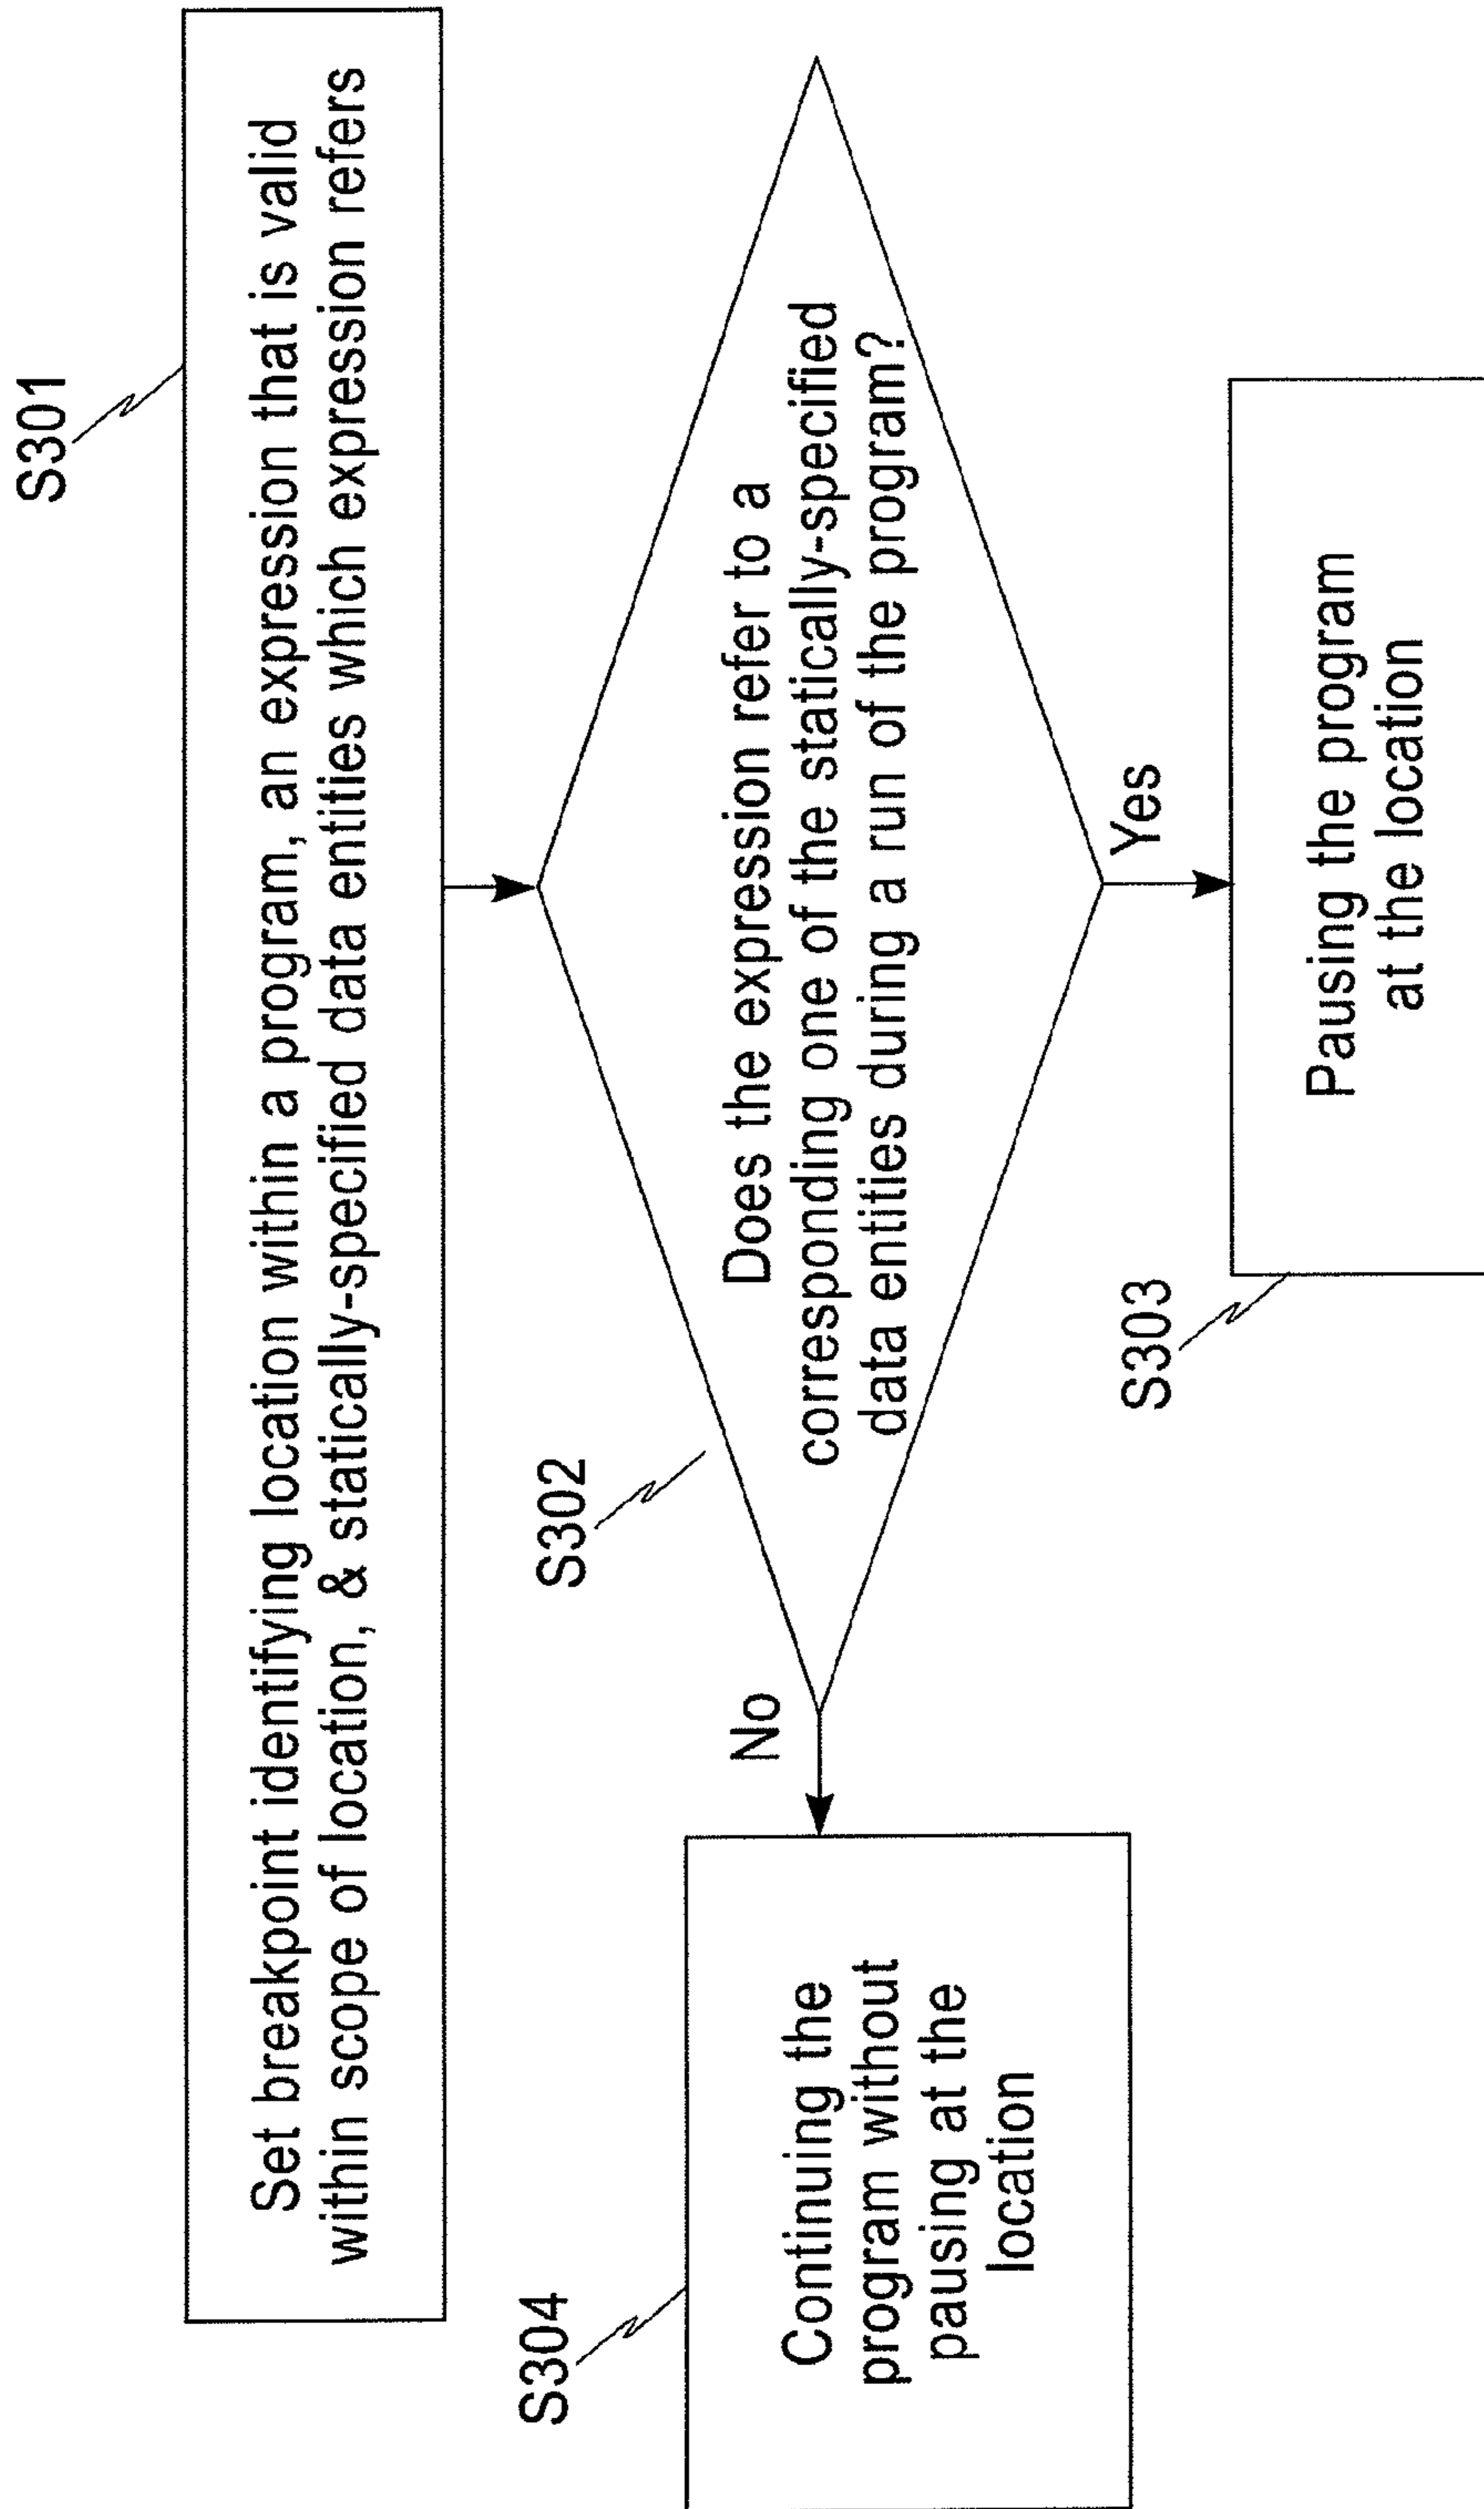 S301
Set breakpoint identifying location within a program, an expression that is valid
within scope of location, & statically-specified data entities which expression refers
S302
Does the expression refer to a
corresponding one of the statically-specified
data entities during a run of the program?
No
Yes
S304
Continuing the
program without
pausing at the
location
S303
Pausing the program
at the location